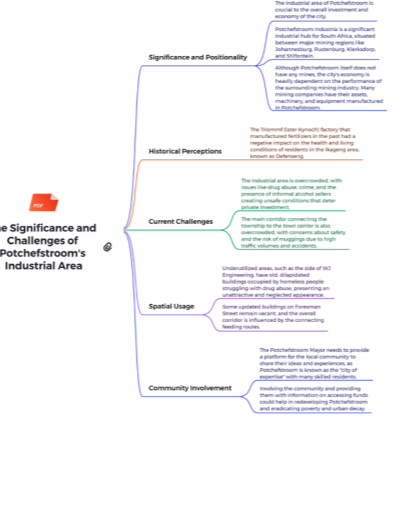 The industrial area of Potchefstroom is
crucial to the overall investment and
economy of the city.
Potchefstroom Industria is a significant
industrial hub for South Africa, situated
between major mining regions like
Johannesburg, Rustenburg, Klerksdorp,
and Stilfontein.
Significance and Positionality
Although Potchefstroom itself does not
have any mines, the city's economy is
heavily dependent on the performance of
the surrounding mining industry. Many
mining companies have their assets,
machinery, and equipment manufactured
in Potchefstroom.
Historical Perceptions
The Triomnf (later Kynoch) factory that
manufactured fertilizers in the past had a
negative impact on the health and living
conditions of residents in the Ikageng area,
known as
The industrial area is overcrowded, with
issues like drug abuse, crime, and the
presence of informal alcohol sellers
creating unsafe conditions that deter
private investment.
Current Challenges
The main corridor connecting the
township to the town center is also
overcrowded, with concerns about safety
and the risk of muggings due to high
traffic volumes and accidents.
PDF
e Significance and
Challenges of
Potchefstroom's
Industrial Area
Underutilized areas, such as the side of WJ
Engineering, have old, dilapidated
buildings occupied by homeless people
struggling with drug abuse, presenting an
unattractive and neglected appearance.
Spatial Usage
Some updated buildings on Foresman
Street remain vacant, and the overall
corridor is influenced by the connecting
feeding routes.
The Potchefstroom Mayor needs to provide
a platform for the local community to
share their ideas and experiences, as
Potchefstroom is known as the "city of
expertise" with many skilled residents.
Community Involvement
Involving the community and providing
them with information on accessing funds
could help in redeveloping Potchefstroom
and eradicating poverty and urban decay.